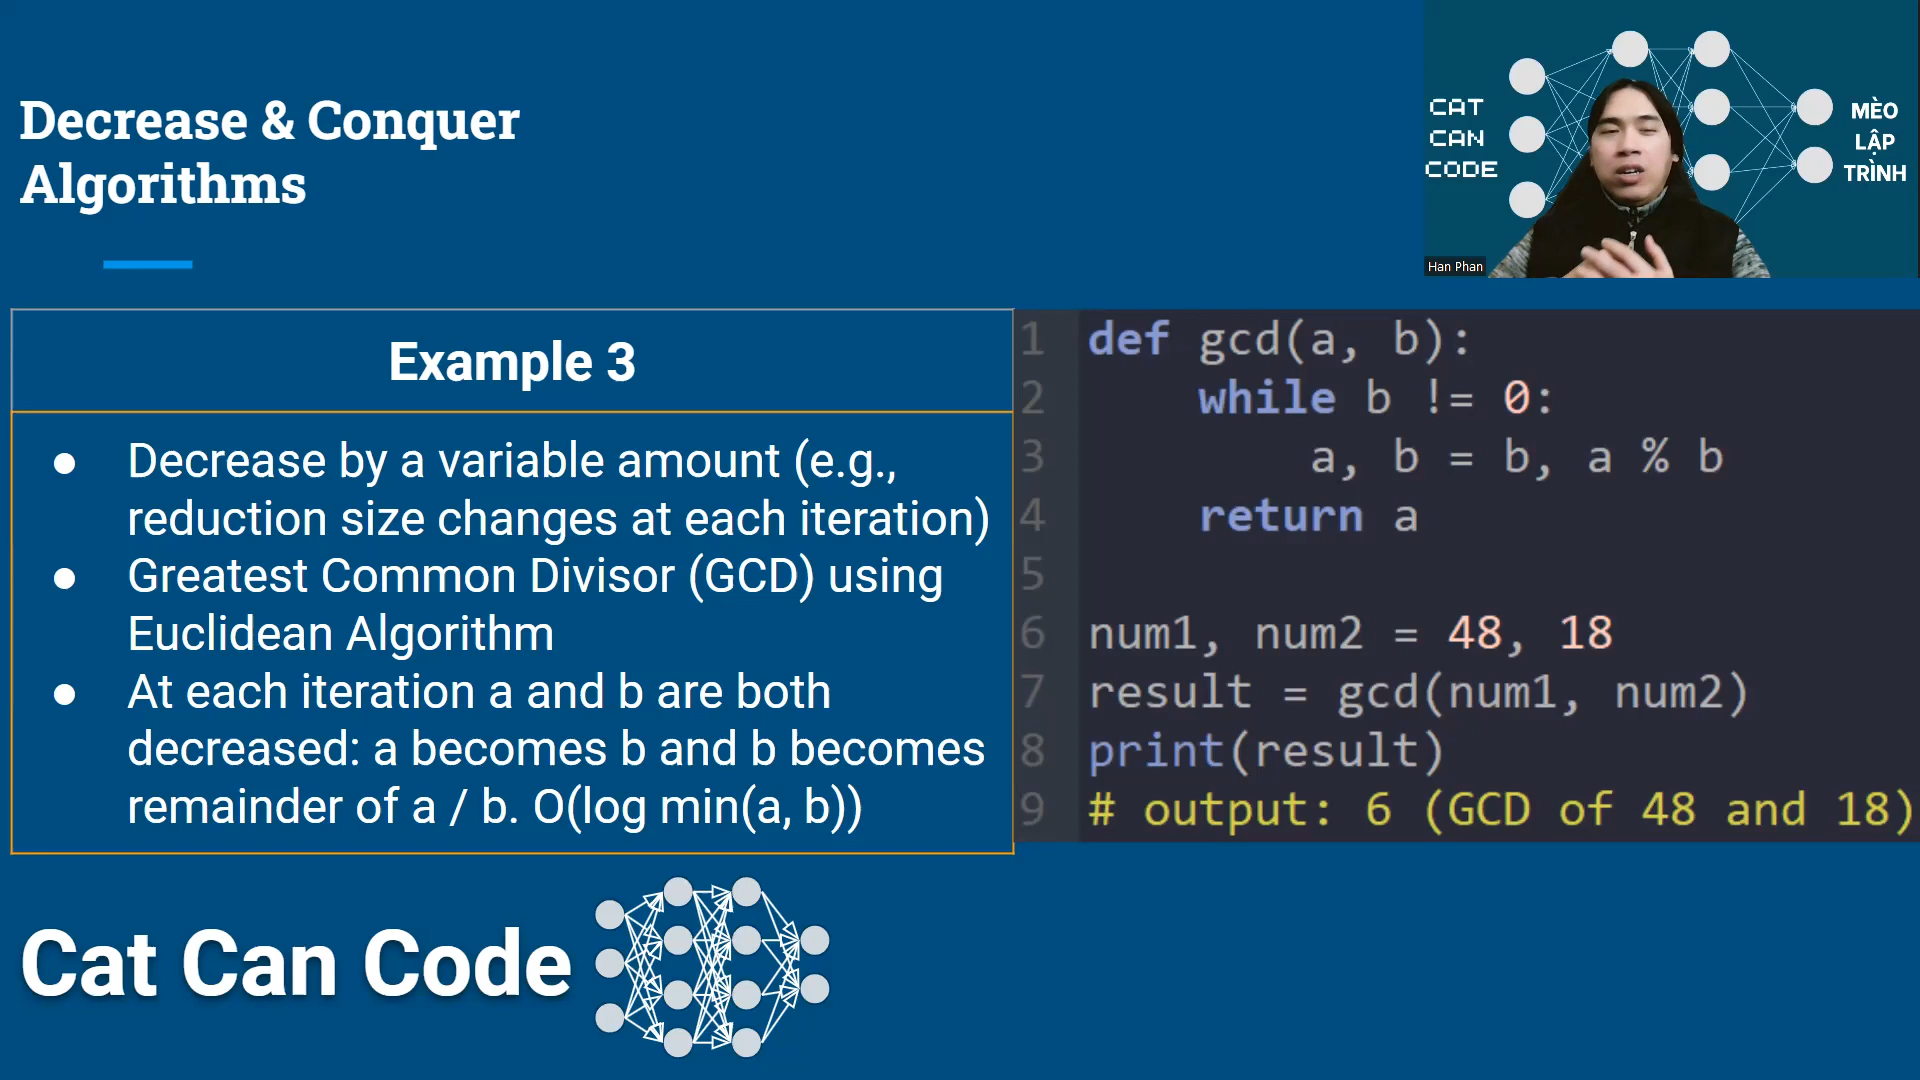 Decrease & Conquer
Algorithms
CAT
CAN
CODE
MÈO
LẬP
TRÌNH
Han Phan
Example 3
● Decrease by a variable amount (e.g.,
reduction size changes at each iteration)
● Greatest Common Divisor (GCD) using
Euclidean Algorithm
● At each iteration a and b are both
decreased: a becomes b and b becomes
remainder of a / b. O(log min(a, b))
1 def gcd(a, b):
2     while b != 0:
3         a, b = b, a % b
4     return a
5
6 num1, num2 = 48, 18
7 result = gcd(num1, num2)
8 print(result)
9 # output: 6 (GCD of 48 and 18)
Cat Can Code